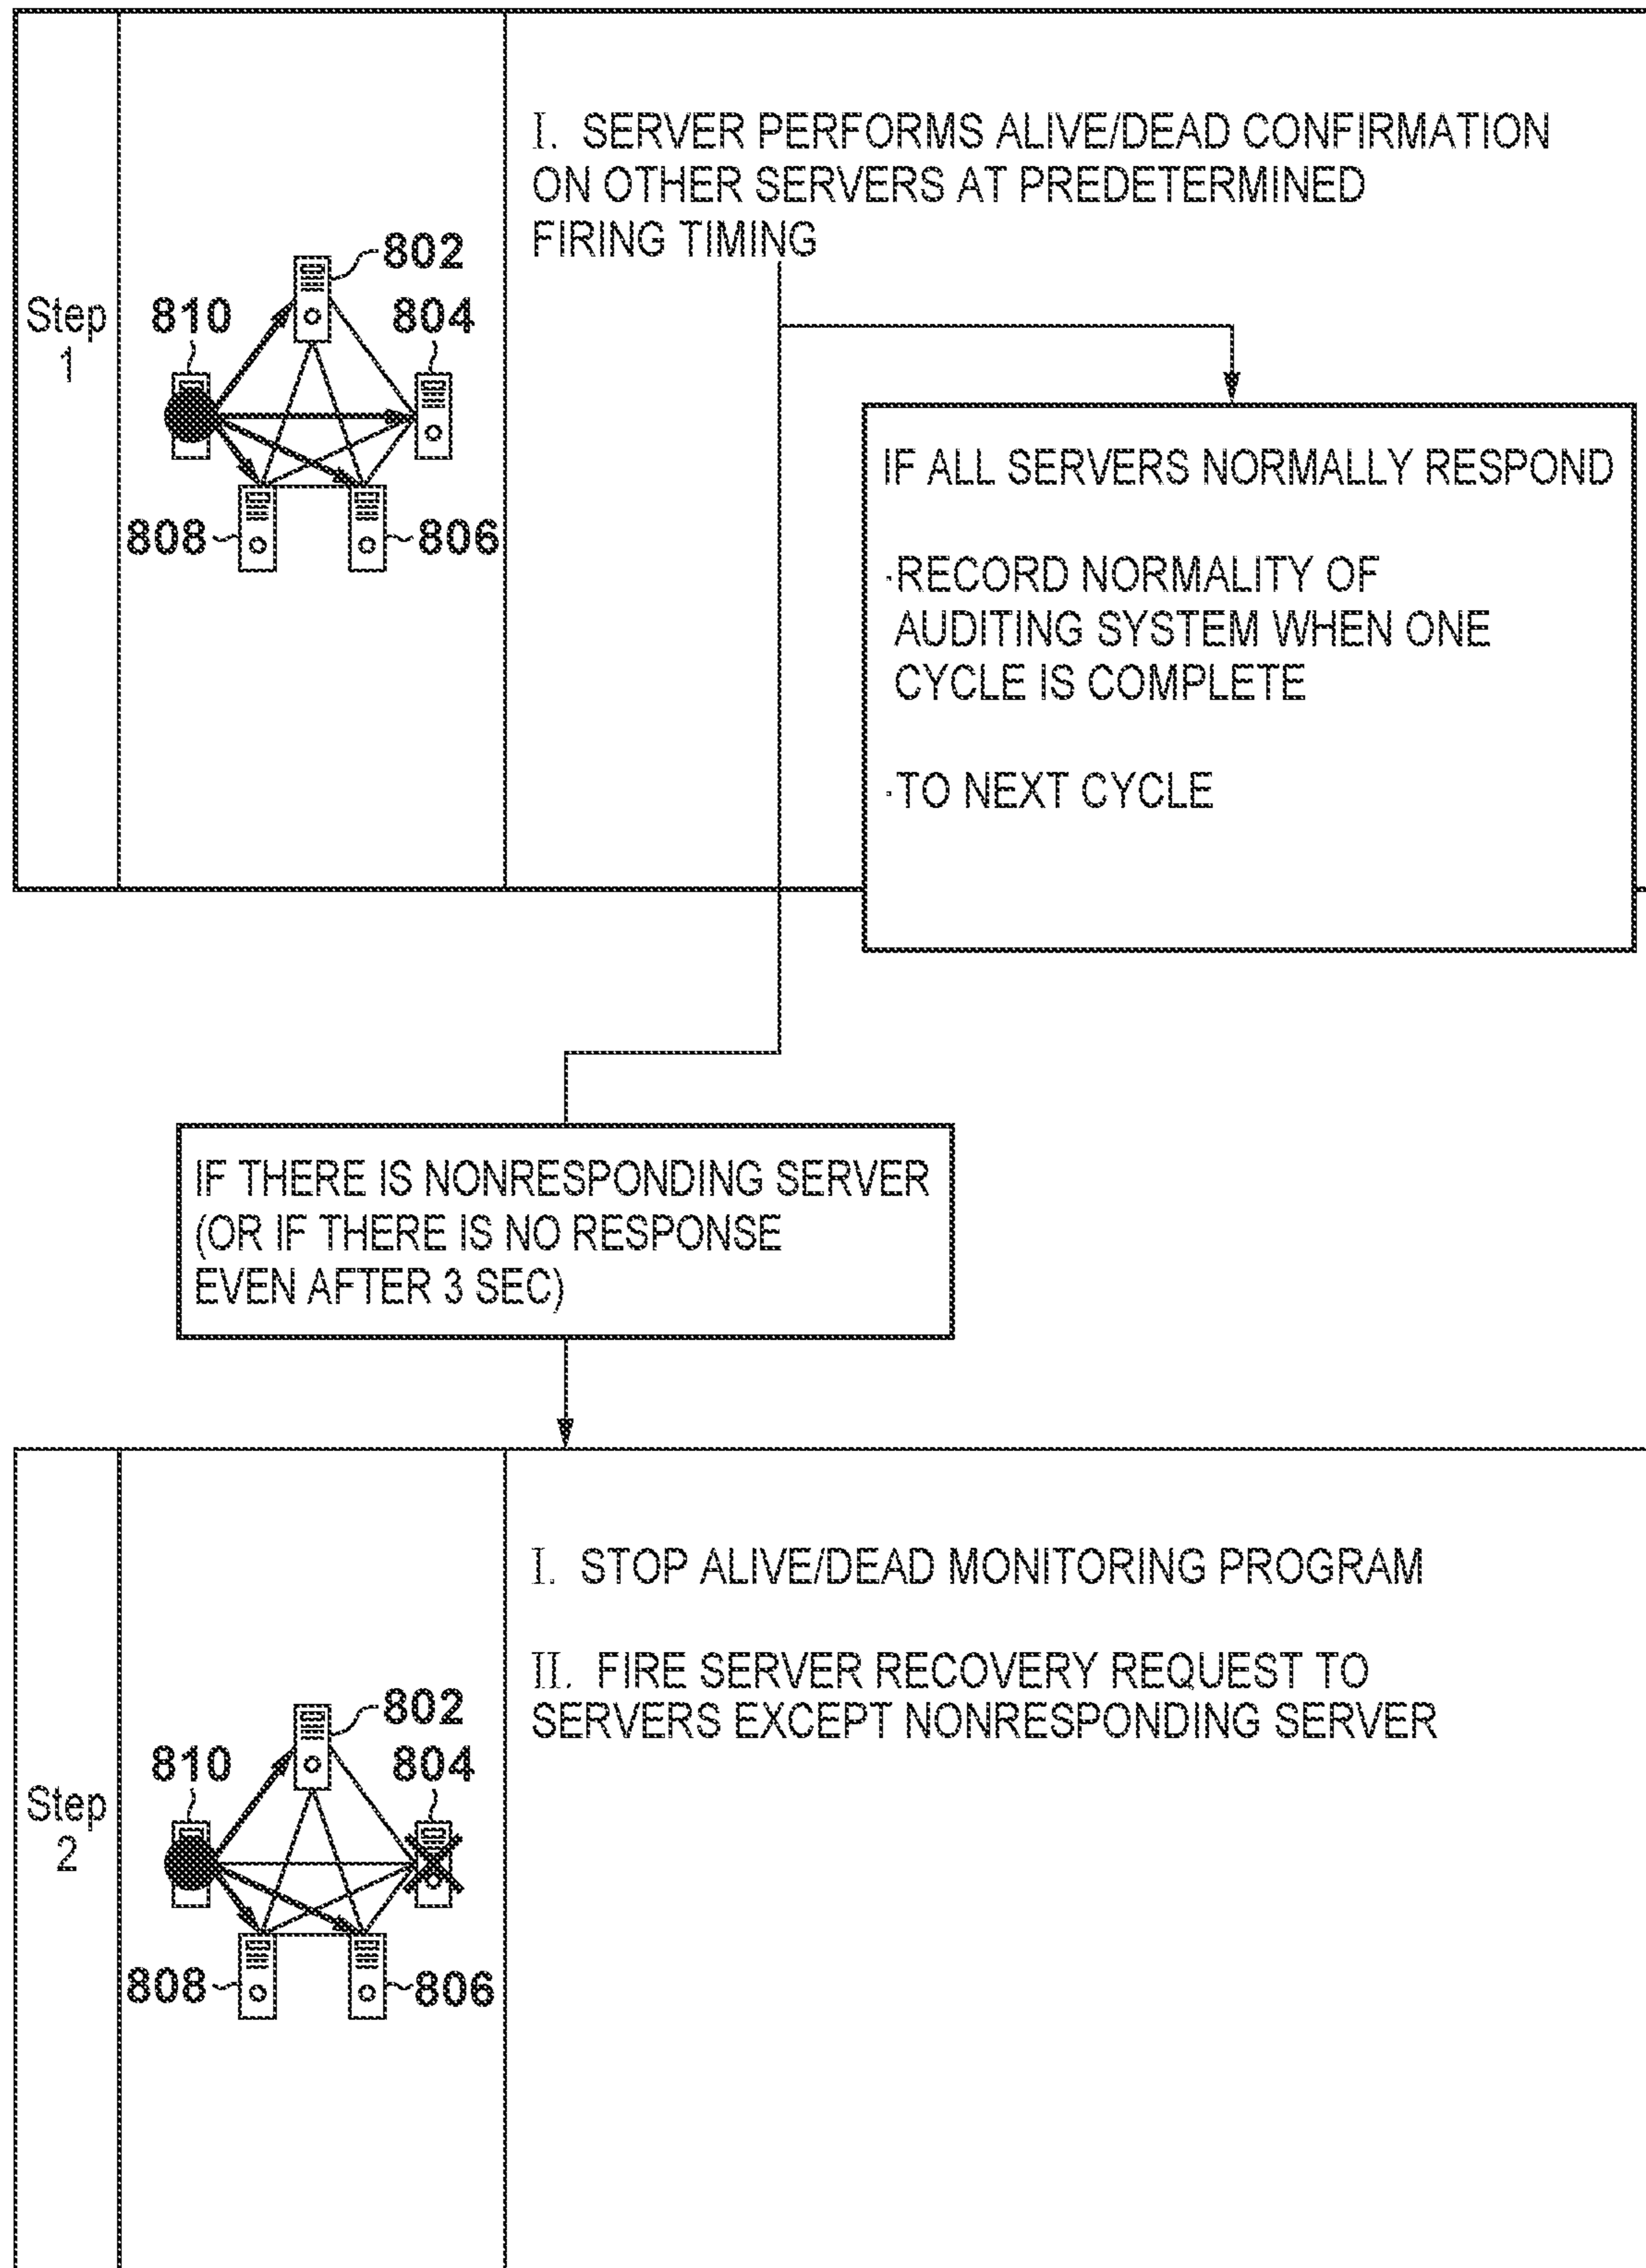 Step
1
802
810
804
808
806
I. SERVER PERFORMS ALIVE/DEAD CONFIRMATION
ON OTHER SERVERS AT PREDETERMINED
FIRING TIMING
IF ALL SERVERS NORMALLY RESPOND
·RECORD NORMALITY OF
AUDITING SYSTEM WHEN ONE
CYCLE IS COMPLETE
·TO NEXT CYCLE
IF THERE IS NONRESPONDING SERVER
(OR IF THERE IS NO RESPONSE
EVEN AFTER 3 SEC)
Step
2
802
810
804
808
806
I. STOP ALIVE/DEAD MONITORING PROGRAM
II. FIRE SERVER RECOVERY REQUEST TO
SERVERS EXCEPT NONRESPONDING SERVER